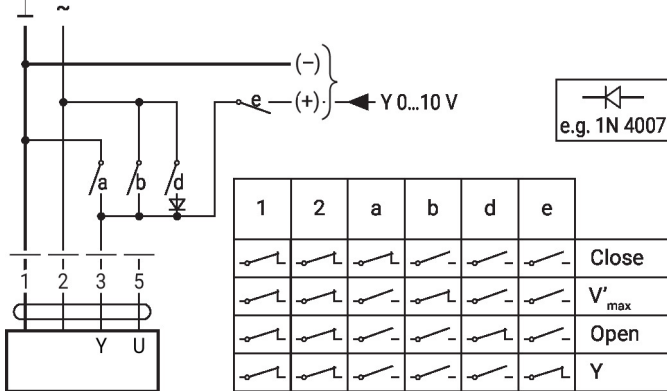 ⊥ ~
(−)
e (+) Y 0...10 V
e.g. 1N 4007
a b d
1 2 a b d e
Close
V'max
Open
Y
1 2 3 5
Y U